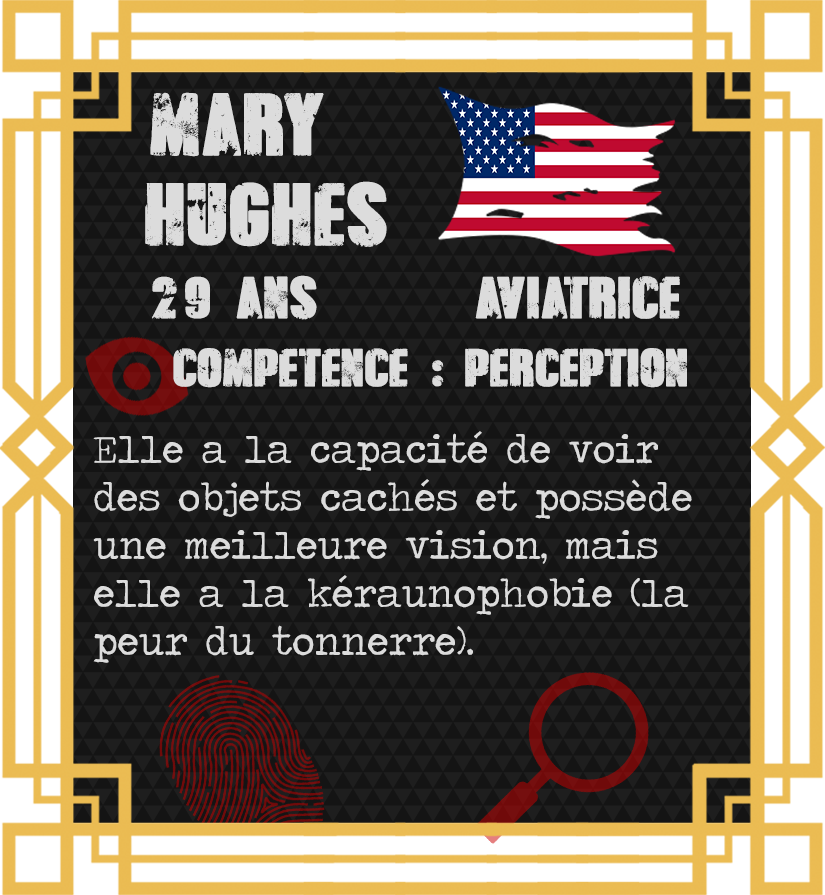 MARY
HUGHES
29 ANS
AVIATRICE
COMPETENCE : PERCEPTION
Elle a la capacité de voir
des objets cachés et possède
une meilleure vision, mais
elle a la kéraunophobie (la
peur du tonnerre).